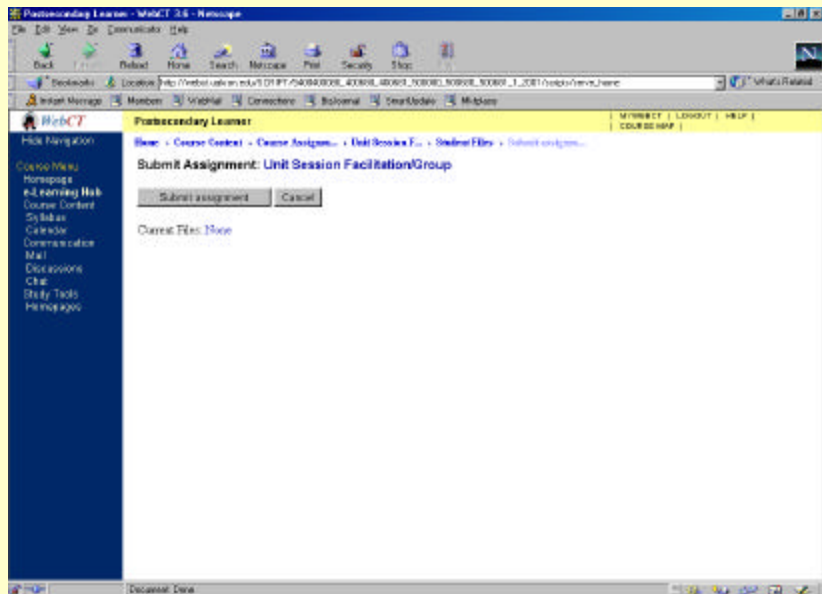 Postsecondary Learner - WebCT 3.6 - Netscape
File Edit View Go Communicator Help
Back Reload Home Search Netscape Print Security Shop
Bookmarks Location: What's Related
Instant Message Members WebMail Connections BizJournal SmartUpdate Mktplace
WebCT
Postsecondary Learner
| MYWEBCT | LOGOUT | HELP |
| COURSE MAP |
Hide Navigation
Home › Course Content › Course Assignm... › Unit Session F... › Student Files › Submit assignm...
Submit Assignment: Unit Session Facilitation/Group
Submit assignment Cancel
Current Files: None
Course Menu
Homepage
e-Learning Hub
Course Content
Syllabus
Calendar
Communication
Mail
Discussions
Chat
Study Tools
Homepages
Document: Done